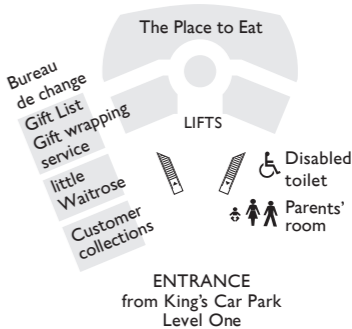 The Place to Eat
Bureau
de change
Gift List
Gift wrapping
service
LIFTS
little
Waitrose
Disabled
toilet
Parents'
room
Customer
collections
ENTRANCE
from King's Car Park
Level One